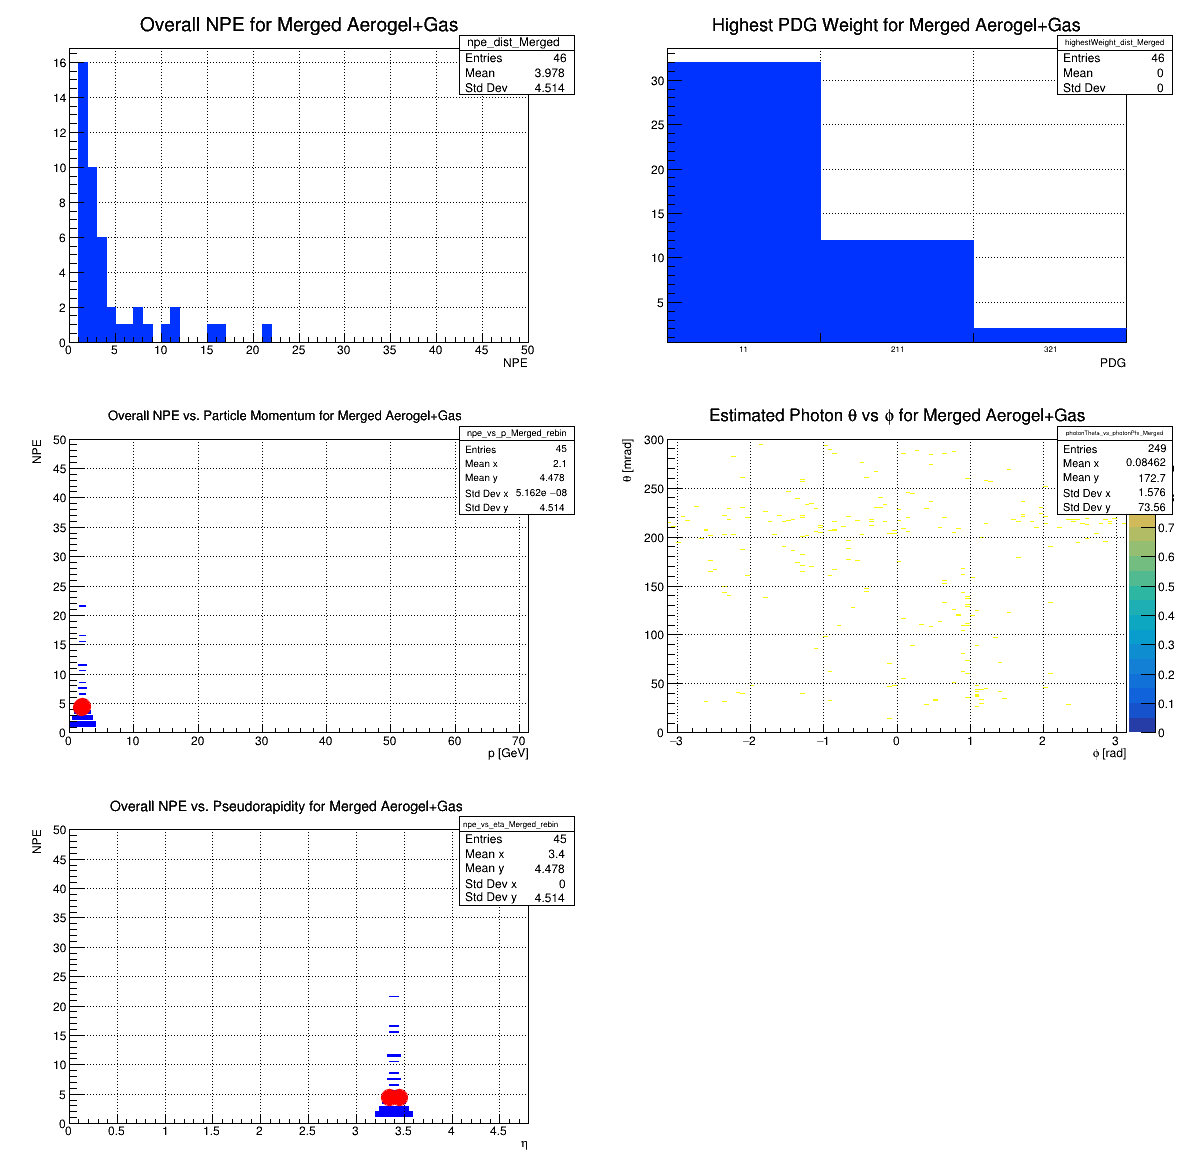 Overall NPE for Merged Aerogel+Gas
npe_dist_Merged
Entries 46
Mean 3.978
Std Dev 4.514
16
14
12
10
8
6
4
2
0
0 5 10 15 20 25 30 35 40 45 50
NPE
Highest PDG Weight for Merged Aerogel+Gas
highestWeight_dist_Merged
Entries 46
Mean 0
Std Dev 0
30
25
20
15
10
5
11 211 321
PDG
Overall NPE vs. Particle Momentum for Merged Aerogel+Gas
npe_vs_p_Merged_rebin
Entries 45
Mean x 2.1
Mean y 4.478
Std Dev x 5.162e −08
Std Dev y 4.514
NPE
50
45
40
35
30
25
20
15
10
5
0
0 10 20 30 40 50 60 70
p [GeV]
Estimated Photon θ vs ϕ for Merged Aerogel+Gas
photonTheta_vs_photonPhi_Merged
Entries 249
Mean x 0.08462
Mean y 172.7
Std Dev x 1.576
Std Dev y 73.56
θ [mrad]
300
250
200
150
100
50
0
−3 −2 −1 0 1 2 3
ϕ [rad]
0.7
0.6
0.5
0.4
0.3
0.2
0.1
0
Overall NPE vs. Pseudorapidity for Merged Aerogel+Gas
npe_vs_eta_Merged_rebin
Entries 45
Mean x 3.4
Mean y 4.478
Std Dev x 0
Std Dev y 4.514
NPE
50
45
40
35
30
25
20
15
10
5
0
0 0.5 1 1.5 2 2.5 3 3.5 4 4.5
η